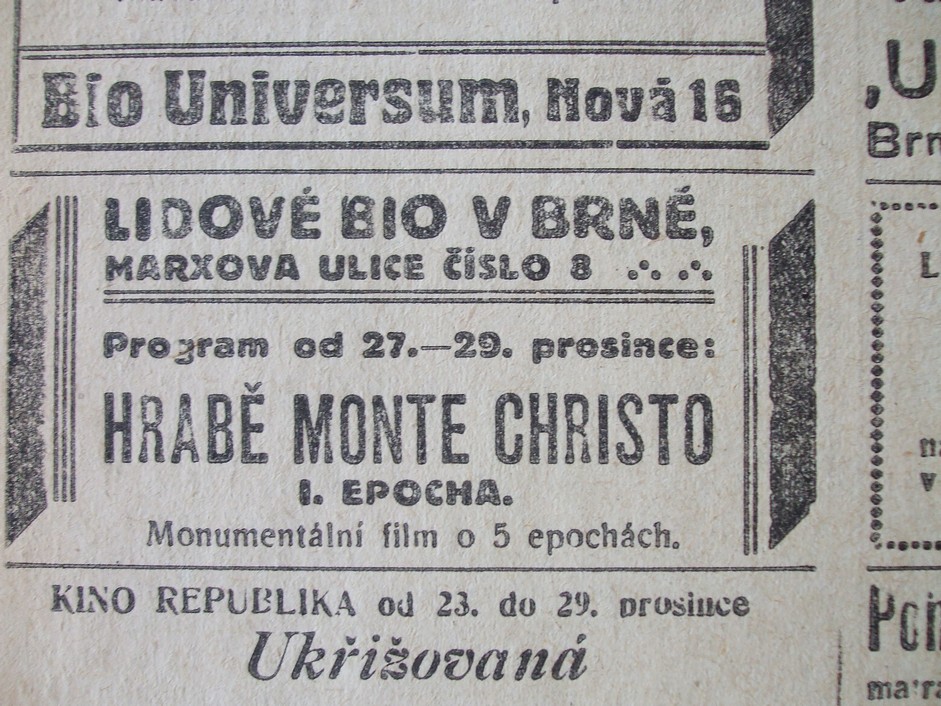 Bio Universum, Nová 16
LIDOVÉ BIO V BRNĚ,
MARXOVA ULICE ČÍSLO 8
Program od 27.—29. prosince:
HRABĚ MONTE CHRISTO
I. EPOCHA.
Monumentální film o 5 epochách.
KINO REPUBLIKA od 23. do 29. prosince
Ukřižovaná